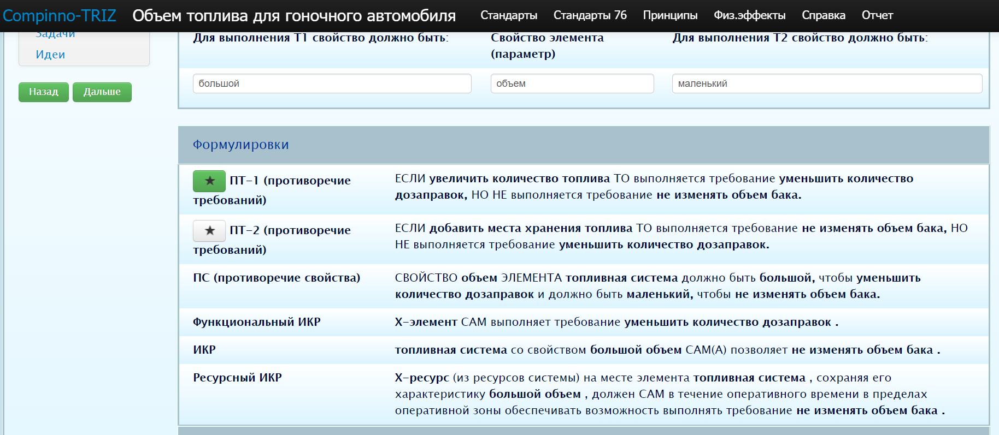 Compinno-TRIZ Объем топлива для гоночного автомобиля Стандарты Стандарты 76 Принципы Физ.эффекты Справка Отчет
Задачи
Идеи
Назад Дальше
Для выполнения Т1 свойство должно быть: Свойство элемента (параметр) Для выполнения Т2 свойство должно быть:
большой объем маленький
Формулировки
★ ПТ-1 (противоречие требований)
ЕСЛИ увеличить количество топлива ТО выполняется требование уменьшить количество
дозаправок, НО НЕ выполняется требование не изменять объем бака.
★ ПТ-2 (противоречие требований)
ЕСЛИ добавить места хранения топлива ТО выполняется требование не изменять объем бака, НО
НЕ выполняется требование уменьшить количество дозаправок.
ПС (противоречие свойства)
СВОЙСТВО объем ЭЛЕМЕНТА топливная система должно быть большой, чтобы уменьшить
количество дозаправок и должно быть маленький, чтобы не изменять объем бака.
Функциональный ИКР
Х-элемент САМ выполняет требование уменьшить количество дозаправок .
ИКР
топливная система со свойством большой объем САМ(А) позволяет не изменять объем бака .
Ресурсный ИКР
Х-ресурс (из ресурсов системы) на месте элемента топливная система , сохраняя его
характеристику большой объем , должен САМ в течение оперативного времени в пределах
оперативной зоны обеспечивать возможность выполнять требование не изменять объем бака .